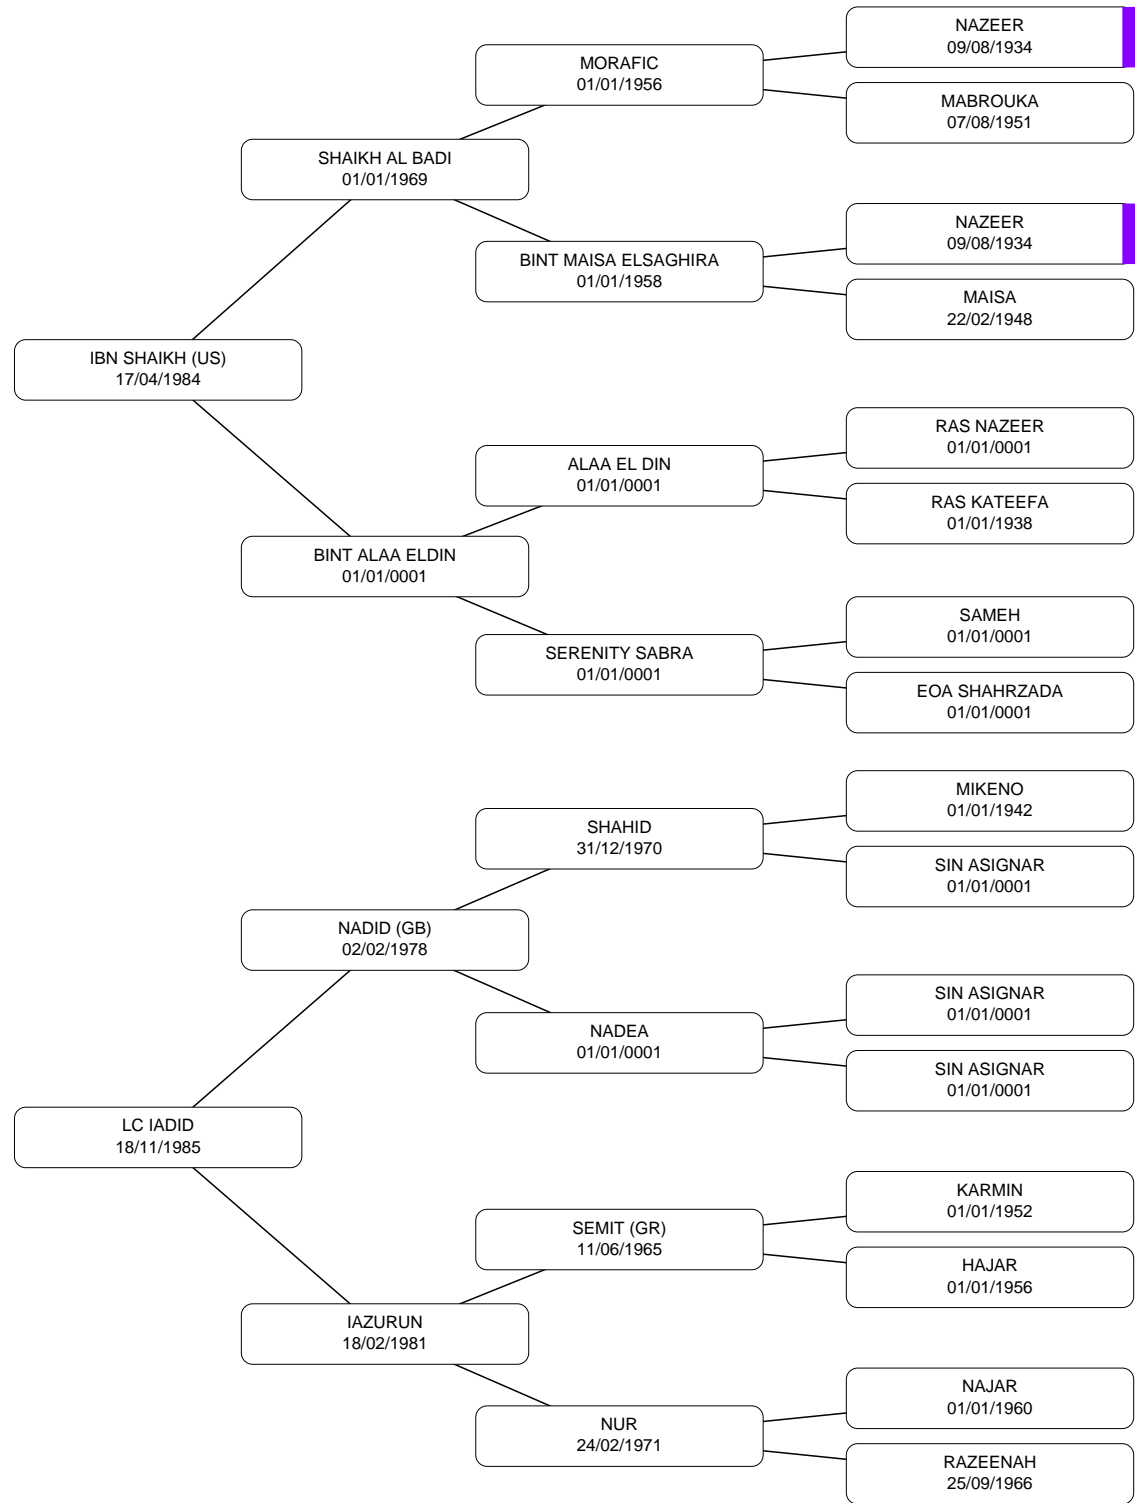 NAZEER
09/08/1934
MORAFIC
01/01/1956
MABROUKA
07/08/1951
SHAIKH AL BADI
01/01/1969
NAZEER
09/08/1934
BINT MAISA ELSAGHIRA
01/01/1958
MAISA
22/02/1948
IBN SHAIKH (US)
17/04/1984
RAS NAZEER
01/01/0001
ALAA EL DIN
01/01/0001
RAS KATEEFA
01/01/1938
BINT ALAA ELDIN
01/01/0001
SAMEH
01/01/0001
SERENITY SABRA
01/01/0001
EOA SHAHRZADA
01/01/0001
MIKENO
01/01/1942
SHAHID
31/12/1970
SIN ASIGNAR
01/01/0001
NADID (GB)
02/02/1978
SIN ASIGNAR
01/01/0001
NADEA
01/01/0001
SIN ASIGNAR
01/01/0001
LC IADID
18/11/1985
KARMIN
01/01/1952
SEMIT (GR)
11/06/1965
HAJAR
01/01/1956
IAZURUN
18/02/1981
NAJAR
01/01/1960
NUR
24/02/1971
RAZEENAH
25/09/1966